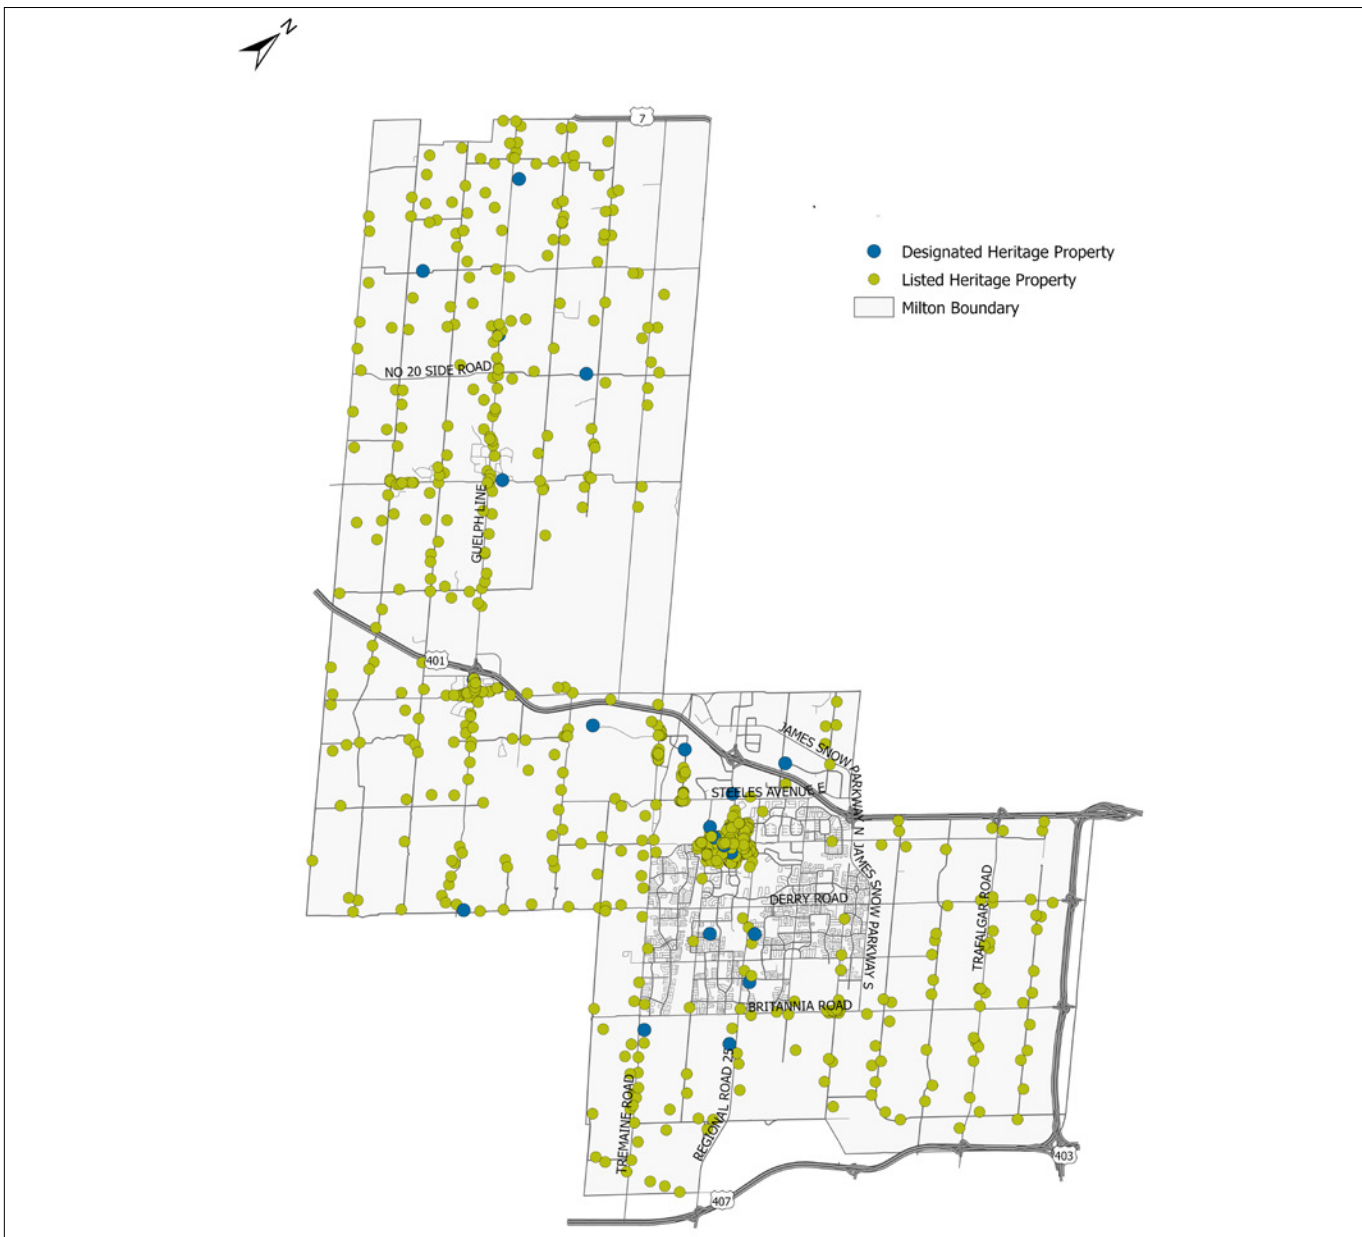 N
7
Designated Heritage Property
Listed Heritage Property
Milton Boundary
NO 20 SIDE ROAD
GUELPH LINE
401
JAMES SNOW PARKWAY N
STEELES AVENUE E
JAMES SNOW PARKWAY S
DERRY ROAD
TRAFALGAR ROAD
BRITANNIA ROAD
REGIONAL ROAD 25
TREMAINE ROAD
403
407